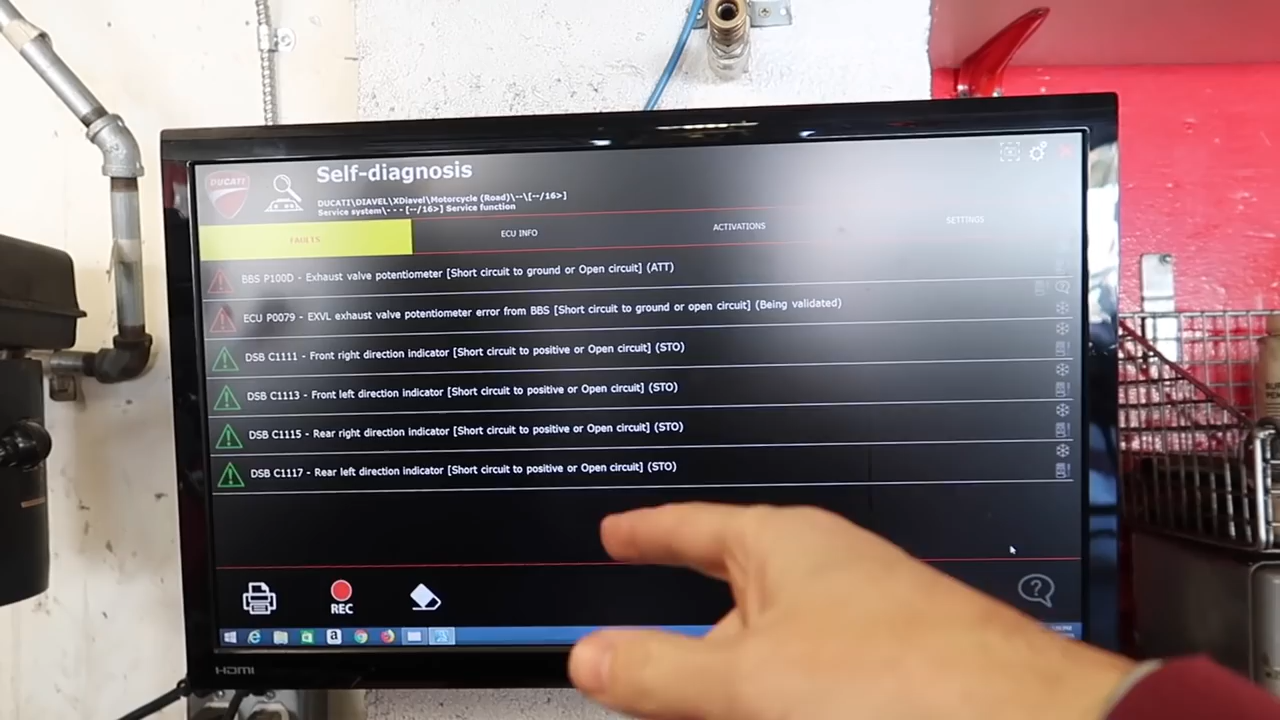 DUCATI
Self-diagnosis
DUCATI\DIAVEL\XDiavel\Motorcycle (Road)\--\[--/16>]
Service system\- - - [--/16>] Service function
FAULTS
ECU INFO
ACTIVATIONS
SETTINGS
BBS P100D - Exhaust valve potentiometer [Short circuit to ground or Open circuit] (ATT)
ECU P0079 - EXVL exhaust valve potentiometer error from BBS [Short circuit to ground or open circuit] (Being validated)
DSB C1111 - Front right direction indicator [Short circuit to positive or Open circuit] (STO)
DSB C1113 - Front left direction indicator [Short circuit to positive or Open circuit] (STO)
DSB C1115 - Rear right direction indicator [Short circuit to positive or Open circuit] (STO)
DSB C1117 - Rear left direction indicator [Short circuit to positive or Open circuit] (STO)
REC
HDMI